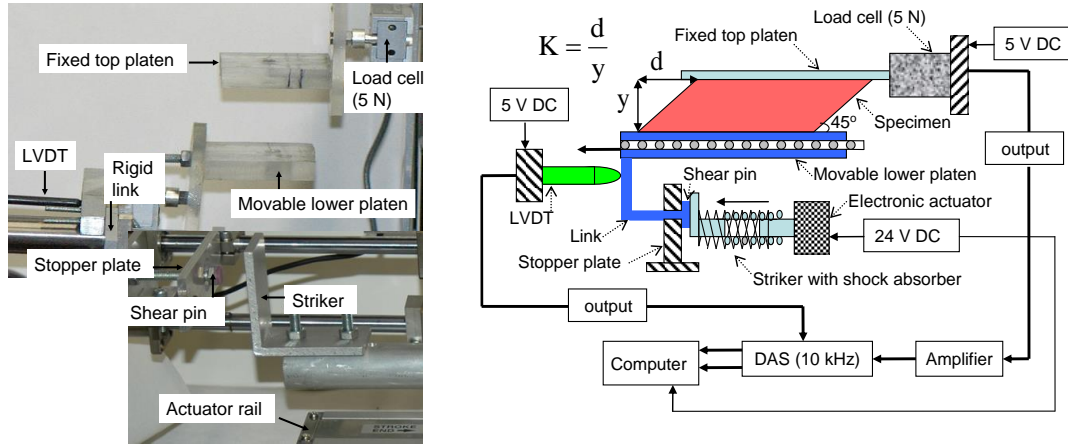 Fixed top platen
Load cell
(5 N)
LVDT
Rigid
link
Movable lower platen
Stopper plate
Shear pin
Striker
Actuator rail
STROKE
END
K = d/y
d
y
Fixed top platen
Load cell (5 N)
5 V DC
5 V DC
45°
Specimen
output
Movable lower platen
Shear pin
LVDT
Electronic
actuator
Link
24 V DC
Stopper plate
Striker with shock absorber
output
Computer
DAS (10 kHz)
Amplifier